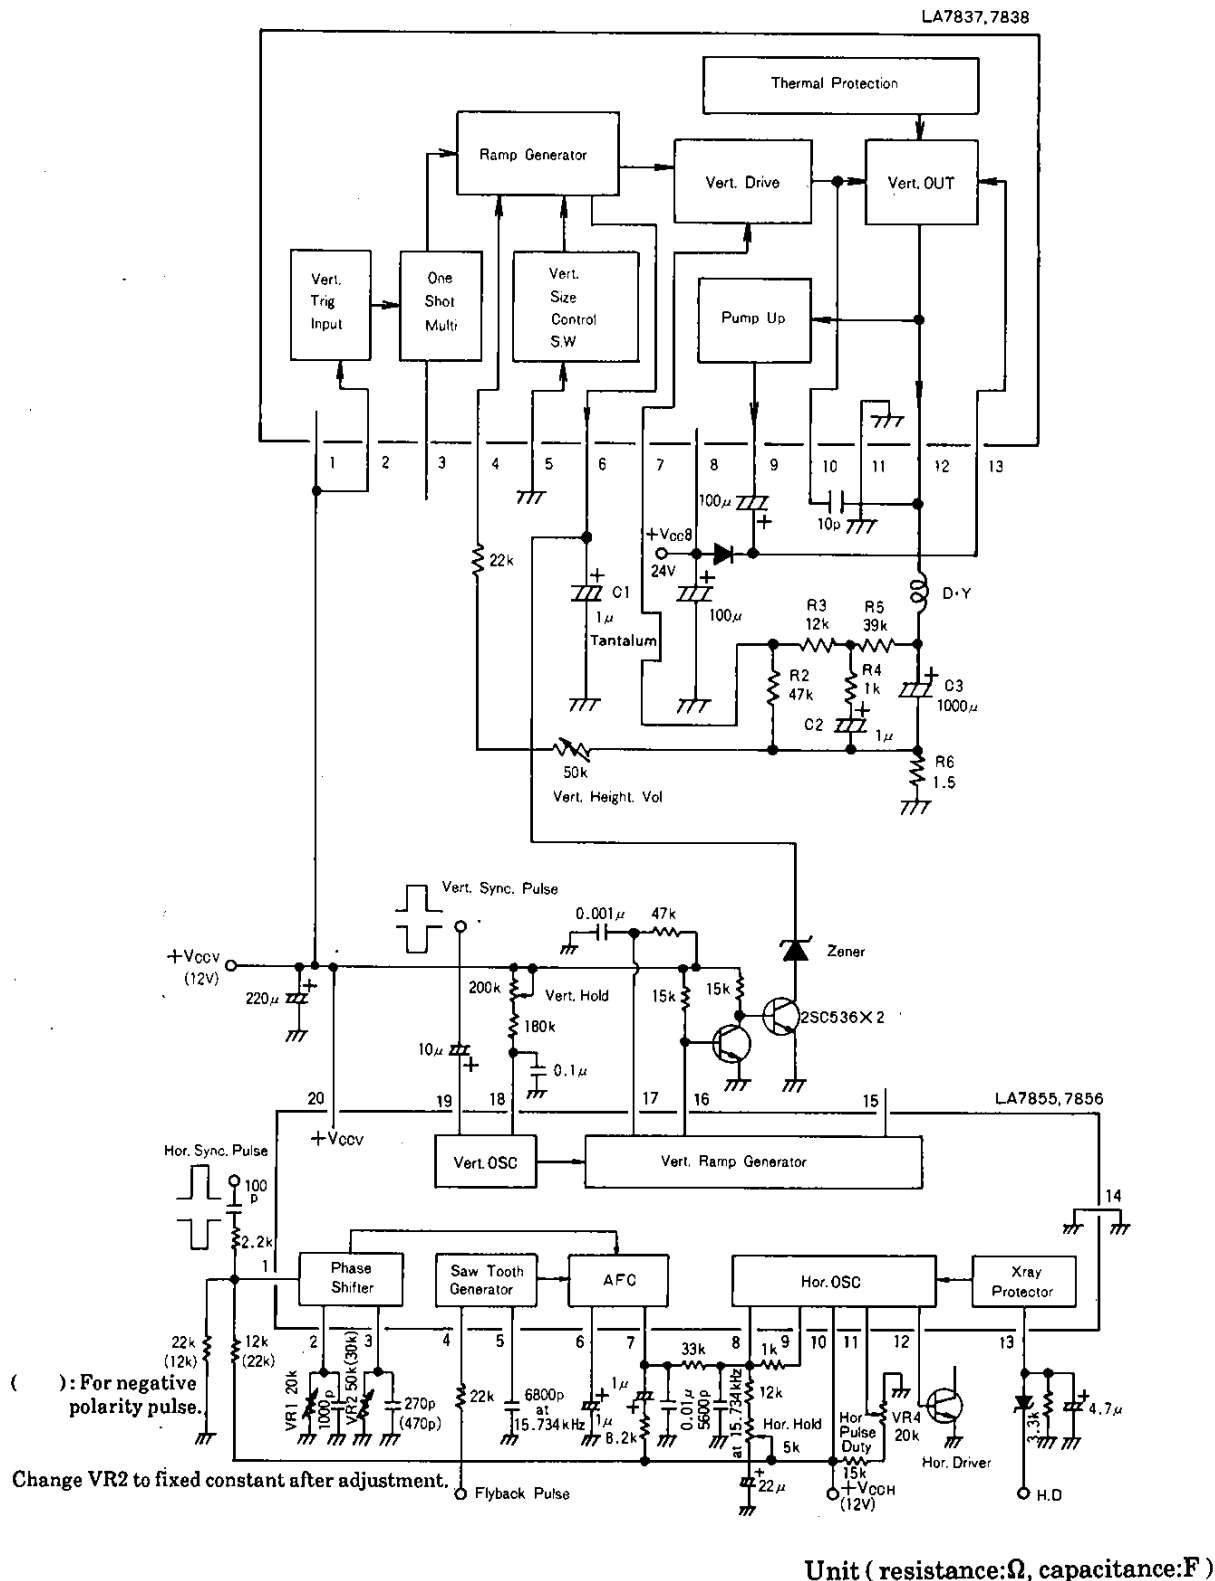 LA7837,7838
Thermal Protection
Ramp Generator
Vert. Drive
Vert. OUT
Vert.
Trig
Input
One
Shot
Multi
Vert.
Size
Control
S.W
Pump Up
1 2 3 4 5 6 7 8 9 10 11 12 13
100μ
+
10p
+Vcc8
24V
22k
+
C1
1μ
Tantalum
+
100μ
D·Y
R3
12k
R5
39k
R2
47k
R4
1k
+
C2
1μ
+
C3
1000μ
R6
1.5
50k
Vert. Height. Vol
Vert. Sync. Pulse
0.001μ
47k
Zener
+VCCV
(12V)
220μ
+
200k
Vert. Hold
180k
15k
15k
2SC536×2
10μ
+
0.1μ
20 19 18 17 16 15
LA7855,7856
+VCCV
Hor. Sync. Pulse
100
p
2.2k
Vert. OSC
Vert. Ramp Generator
14
1
Phase
Shifter
Saw Tooth
Generator
AFC
Hor. OSC
Xray
Protector
2 3 4 5 6 7 8 9 10 11 12 13
22k
(12k)
12k
(22k)
VR1 20k
1000p
VR2 50k(30k)
270p
(470p)
22k
6800p
at
15.734kHz
+
1μ
1μ
+
8.2k
33k
0.01μ
5600p
at 15.734kHz
1k
12k
Hor. Hold
5k
+
22μ
Hor
Pulse
Duty
VR4
20k
15k
+VCCH
(12V)
Hor. Driver
3.3k
+
4.7μ
H.D
( ): For negative
polarity pulse.
Change VR2 to fixed constant after adjustment.
Flyback Pulse
Unit ( resistance:Ω, capacitance:F )